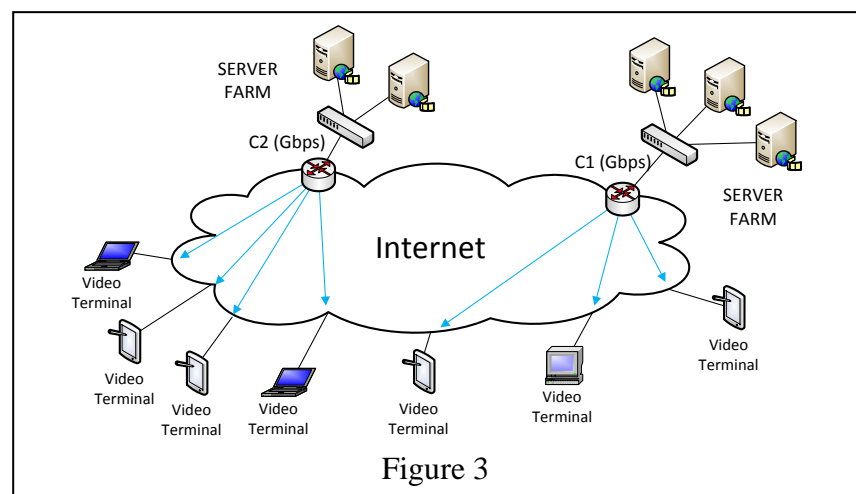 SERVER
FARM
C2 (Gbps)
C1 (Gbps)
SERVER
FARM
Internet
Video
Terminal
Video
Terminal
Video
Terminal
Video
Terminal
Video
Terminal
Video
Terminal
Video
Terminal
Figure 3